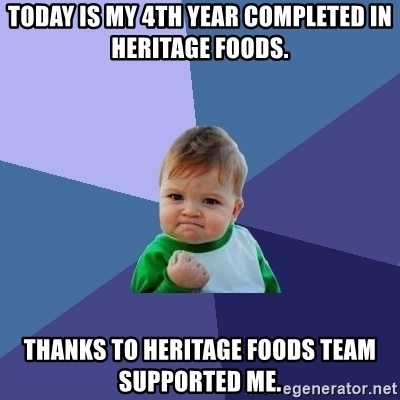 TODAY IS MY 4TH YEAR COMPLETED IN
HERITAGE FOODS.
THANKS TO HERITAGE FOODS TEAM
SUPPORTED ME.
egenerator.net